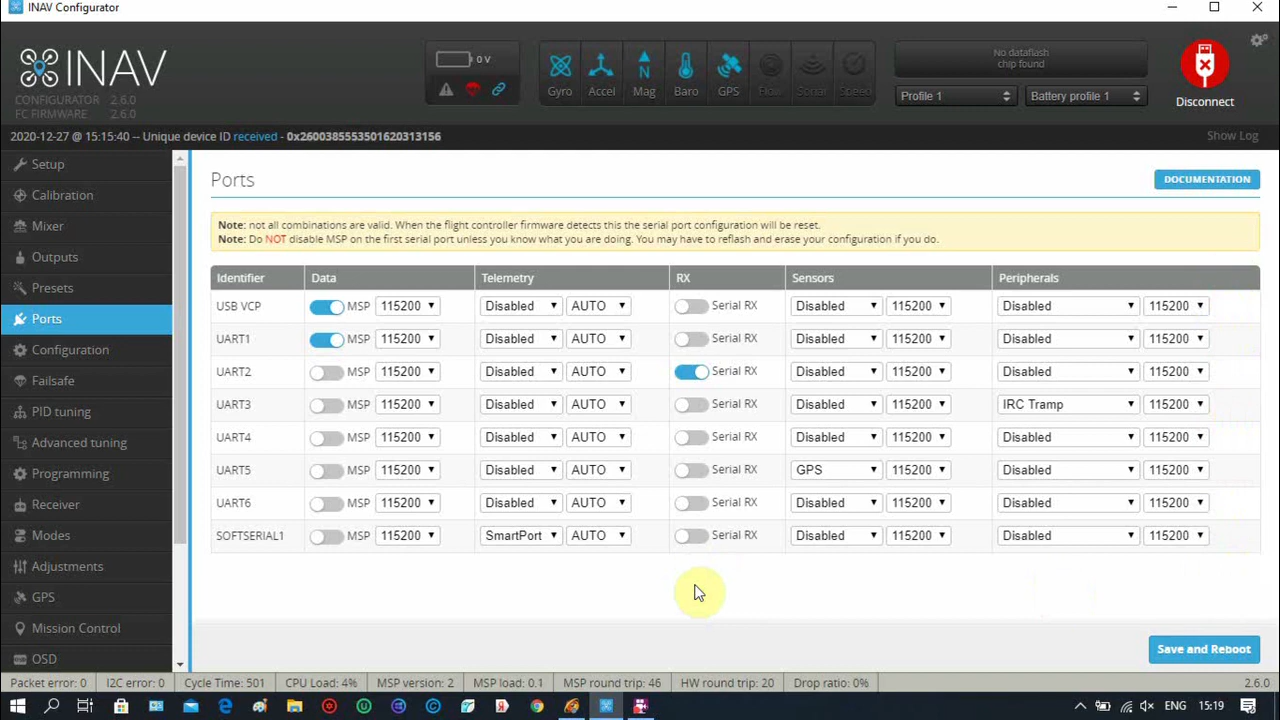 INAV Configurator
INAV
CONFIGURATOR 2.6.0
FC FIRMWARE 2.6.0
0 V
Gyro Accel Mag Baro GPS Flow Sonar Speed
No dataflash
chip found
Profile 1 Battery profile 1
Disconnect
2020-12-27 @ 15:15:40 -- Unique device ID received - 0x2600385553501620313156
Show Log
Setup
Calibration
Mixer
Outputs
Presets
Ports
Configuration
Failsafe
PID tuning
Advanced tuning
Programming
Receiver
Modes
Adjustments
GPS
Mission Control
OSD
Ports
DOCUMENTATION
Note: not all combinations are valid. When the flight controller firmware detects this the serial port configuration will be reset.
Note: Do NOT disable MSP on the first serial port unless you know what you are doing. You may have to reflash and erase your configuration if you do.
Identifier Data Telemetry RX Sensors Peripherals
USB VCP MSP 115200 Disabled AUTO Serial RX Disabled 115200 Disabled 115200
UART1 MSP 115200 Disabled AUTO Serial RX Disabled 115200 Disabled 115200
UART2 MSP 115200 Disabled AUTO Serial RX Disabled 115200 Disabled 115200
UART3 MSP 115200 Disabled AUTO Serial RX Disabled 115200 IRC Tramp 115200
UART4 MSP 115200 Disabled AUTO Serial RX Disabled 115200 Disabled 115200
UART5 MSP 115200 Disabled AUTO Serial RX GPS 115200 Disabled 115200
UART6 MSP 115200 Disabled AUTO Serial RX Disabled 115200 Disabled 115200
SOFTSERIAL1 MSP 115200 SmartPort AUTO Serial RX Disabled 115200 Disabled 115200
Save and Reboot
Packet error: 0 I2C error: 0 Cycle Time: 501 CPU Load: 4% MSP version: 2 MSP load: 0.1 MSP round trip: 46 HW round trip: 20 Drop ratio: 0% 2.6.0
ENG 15:19